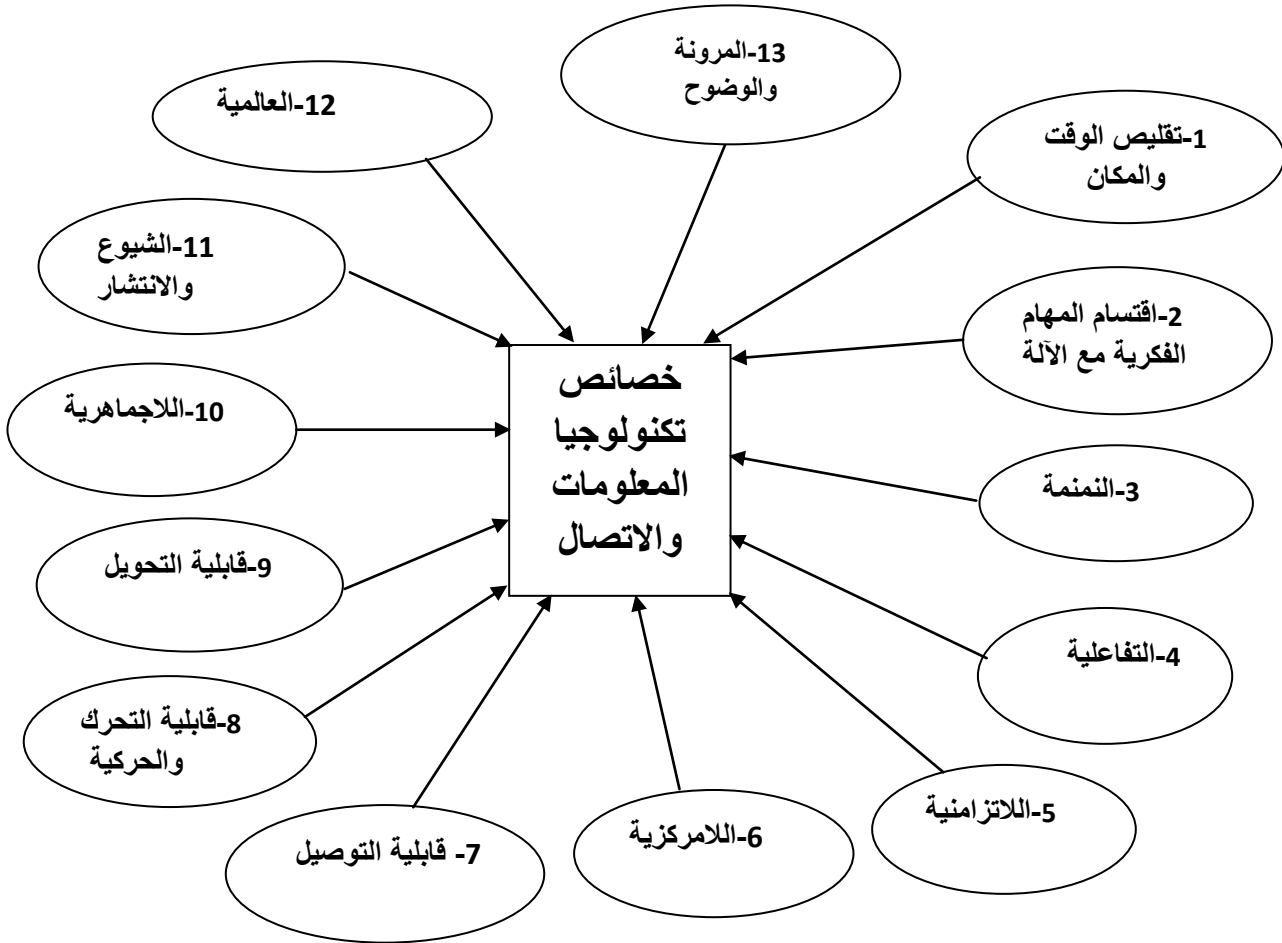 خصائص
تكنولوجيا
المعلومات
والاتصال
1-تقليص الوقت
والمكان
2-اقتسام المهام
الفكرية مع الآلة
3-النمنمة
4-التفاعلية
5-اللاتزامنية
6-اللامركزية
7- قابلية التوصيل
8-قابلية التحرك
والحركية
9-قابلية التحويل
10-اللاجماهرية
11-الشيوع
والانتشار
12-العالمية
13-المرونة
والوضوح